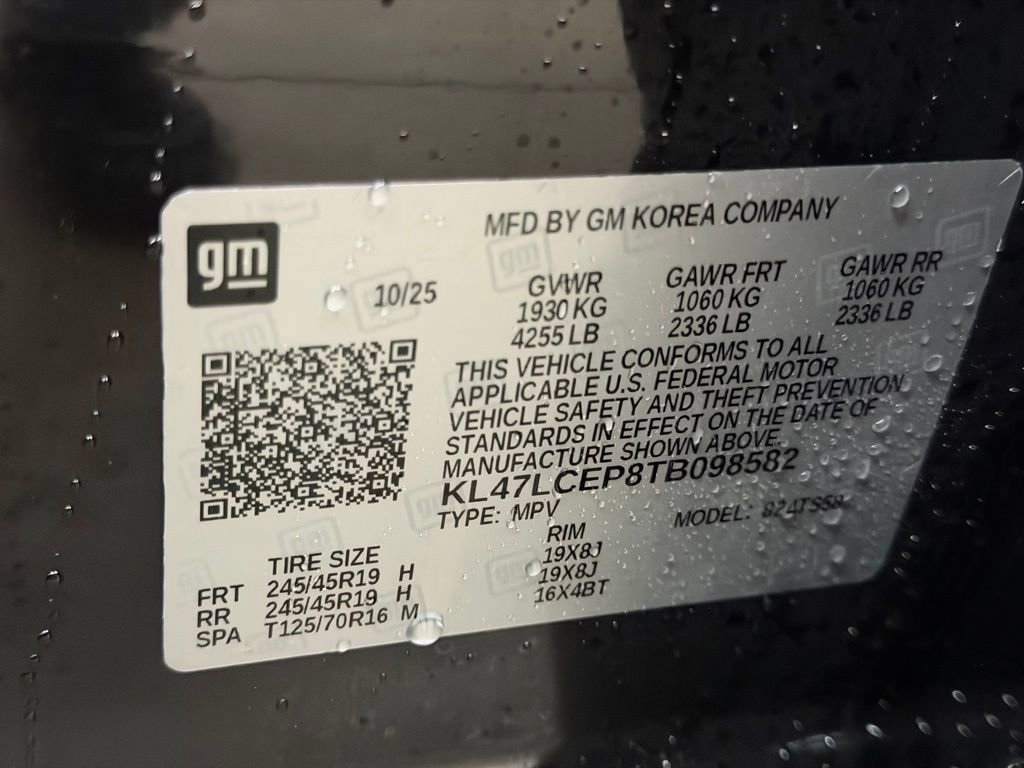 gm
MFD BY GM KOREA COMPANY
10/25
GVWR GAWR FRT GAWR RR
1930 KG 1060 KG 1060 KG
4255 LB 2336 LB 2336 LB
THIS VEHICLE CONFORMS TO ALL
APPLICABLE U.S. FEDERAL MOTOR
VEHICLE SAFETY AND THEFT PREVENTION
STANDARDS IN EFFECT ON THE DATE OF
MANUFACTURE SHOWN ABOVE.
KL47LCEP8TB098582
TYPE: MPV MODEL:
TIRE SIZE RIM
FRT 245/45R19 H 19X8J
RR 245/45R19 H 19X8J
SPA T125/70R16 M 16X4BT